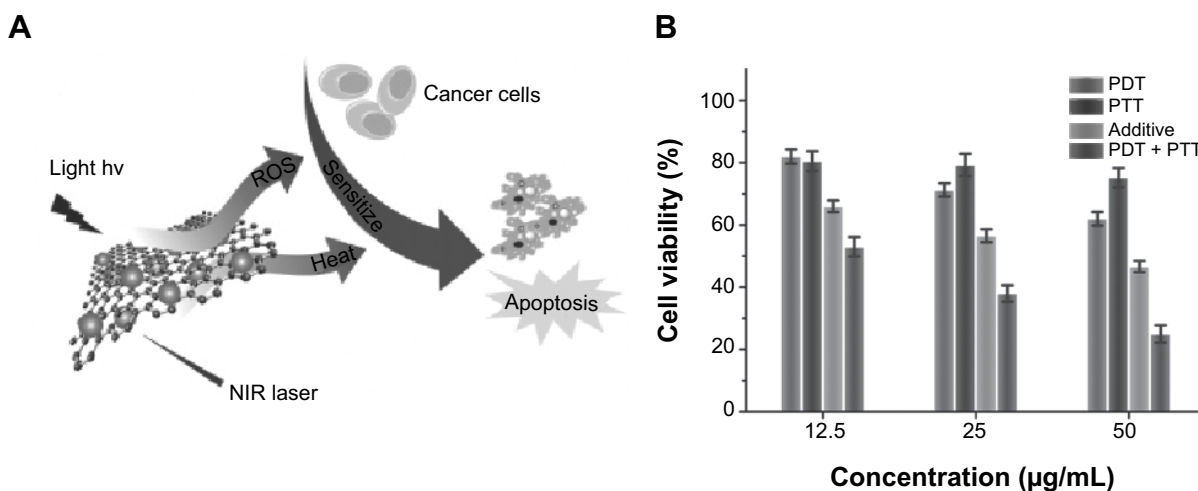 A
Cancer cells
Light hv
ROS
Sensitize
Heat
Apoptosis
NIR laser
B
PDT
PTT
Additive
PDT + PTT
Cell viability (%)
100
80
60
40
20
0
12.5
25
50
Concentration (µg/mL)